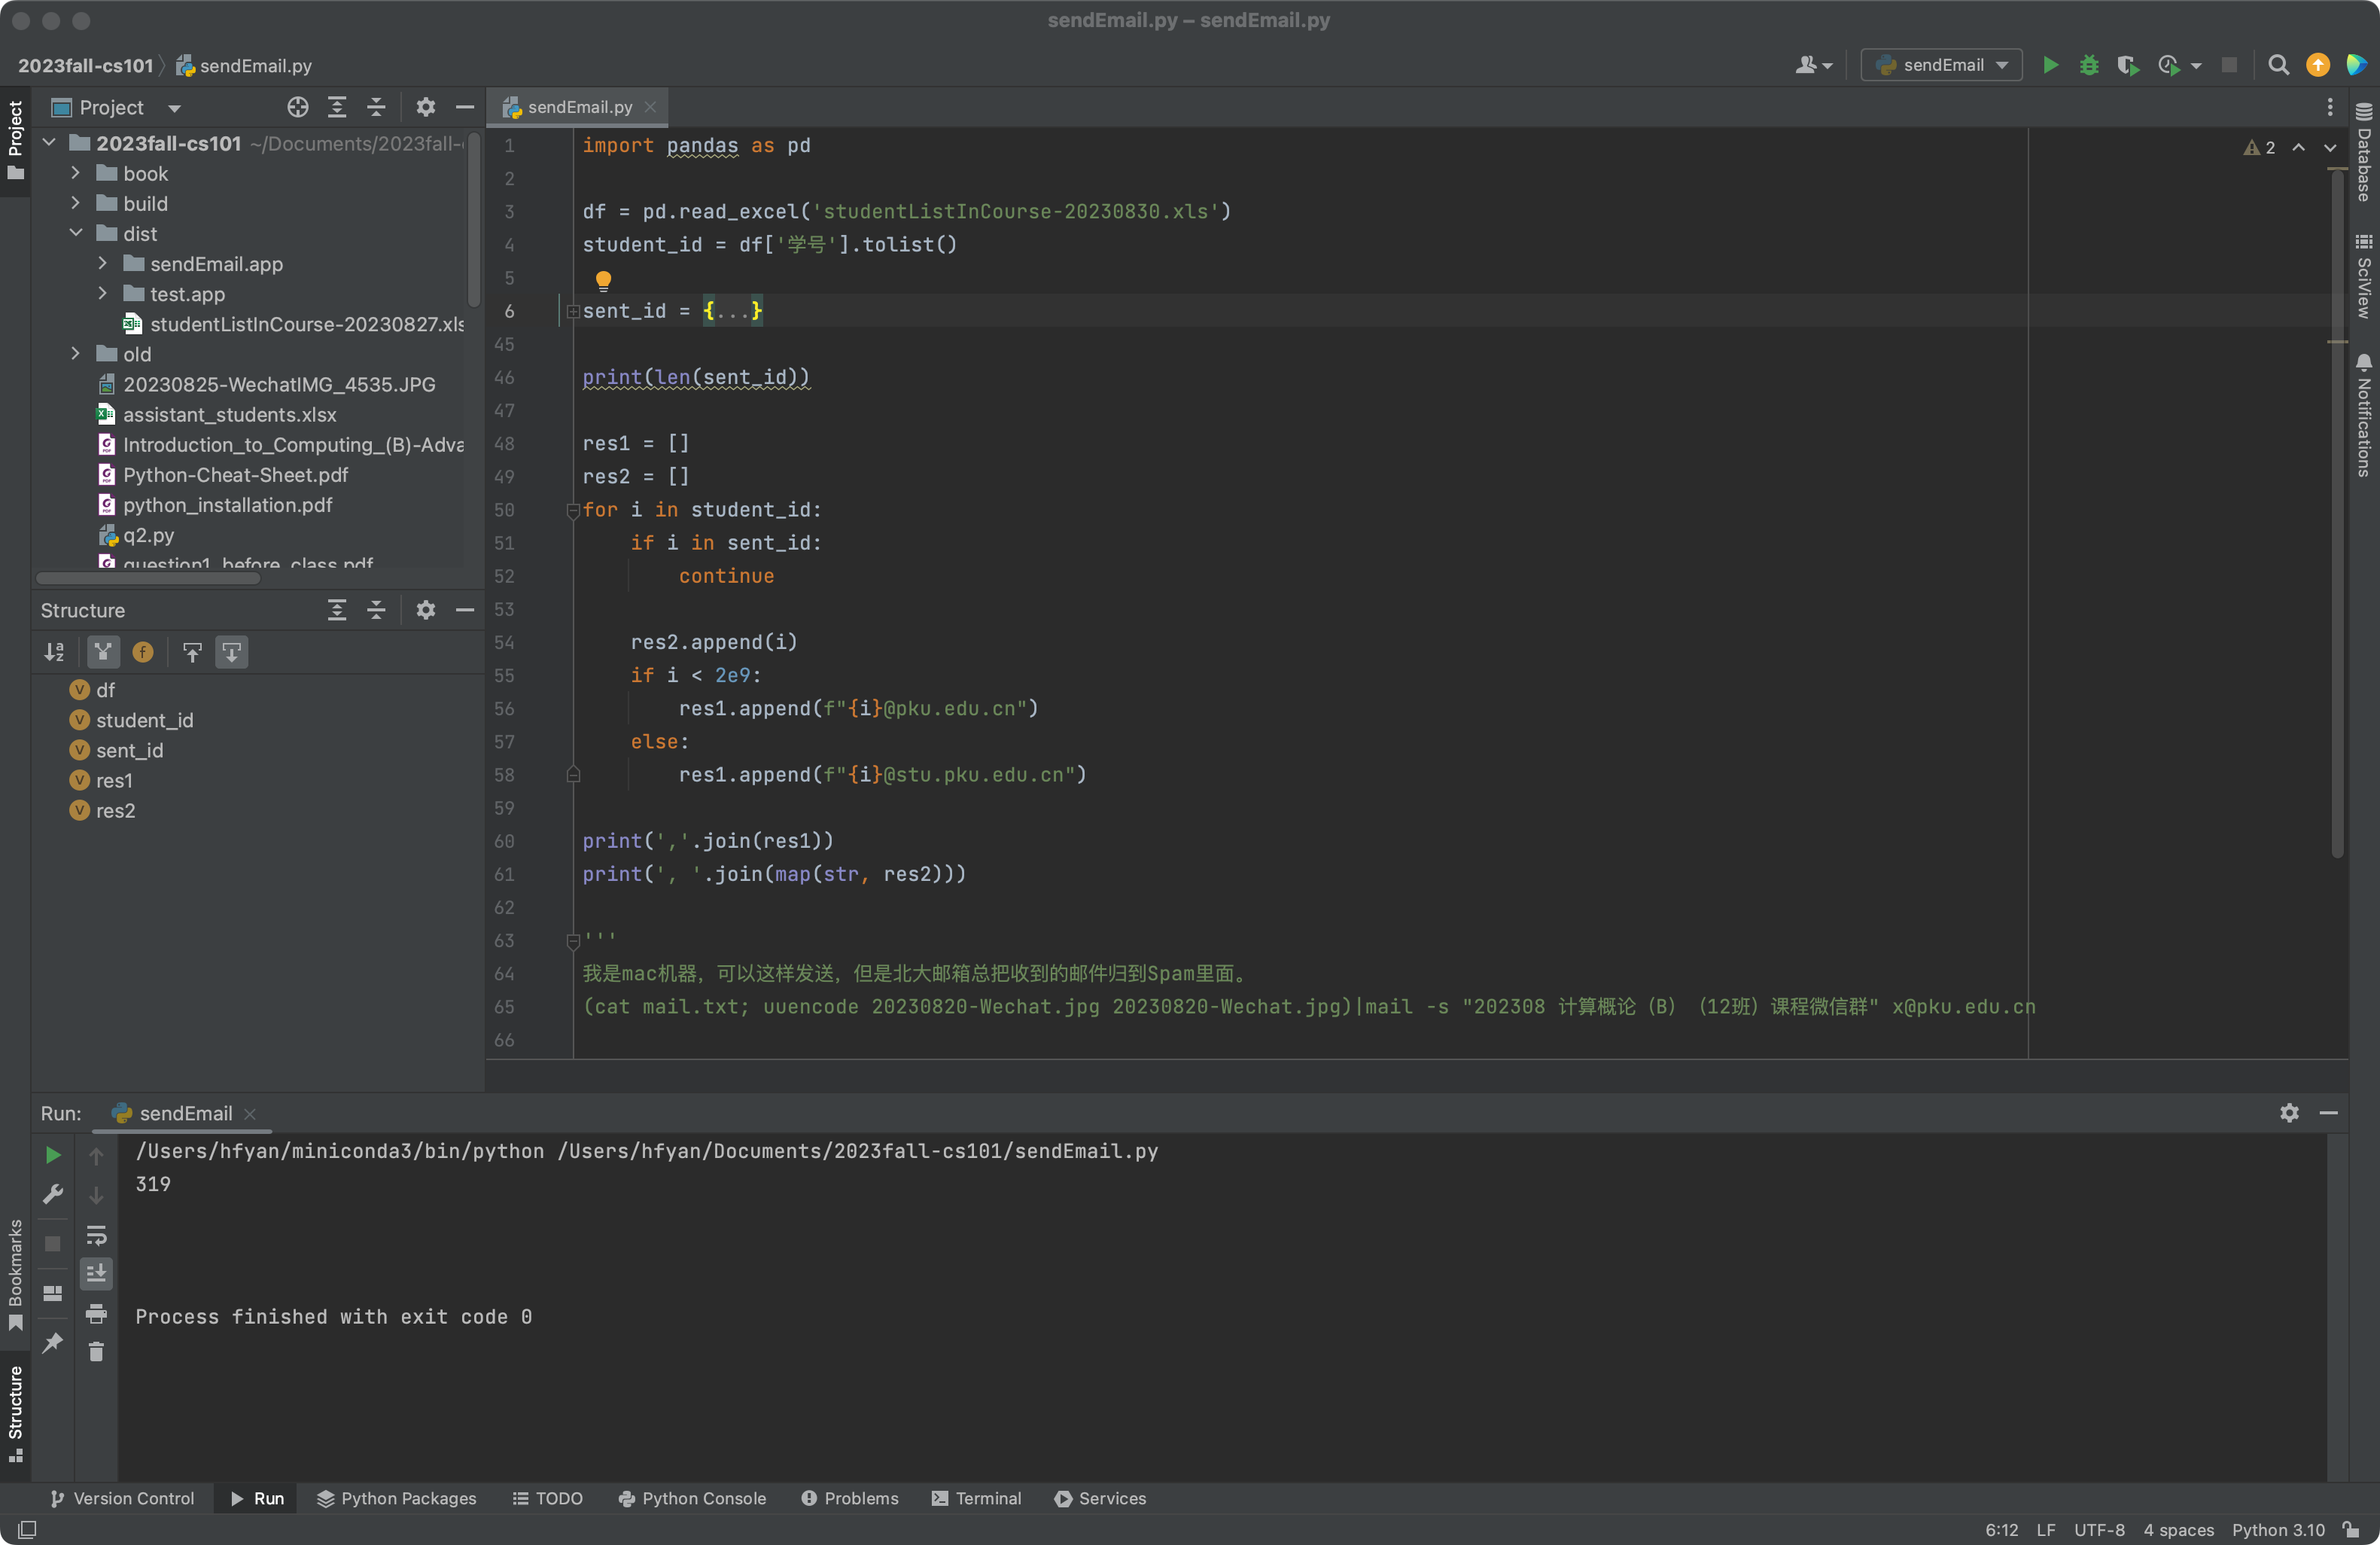 sendEmail.py – sendEmail.py
2023fall-cs101 sendEmail.py
sendEmail
Project
Project
sendEmail.py
2023fall-cs101 ~/Documents/2023fall-
book
build
dist
sendEmail.app
test.app
studentListInCourse-20230827.xls
old
20230825-WechatIMG_4535.JPG
assistant_students.xlsx
Introduction_to_Computing_(B)-Adva
Python-Cheat-Sheet.pdf
python_installation.pdf
q2.py
question1_before_class.pdf
Structure
df
student_id
sent_id
res1
res2
1 import pandas as pd
2
3 df = pd.read_excel('studentListInCourse-20230830.xls')
4 student_id = df['学号'].tolist()
5
6 sent_id = {...}
45
46 print(len(sent_id))
47
48 res1 = []
49 res2 = []
50 for i in student_id:
51 if i in sent_id:
52 continue
53
54 res2.append(i)
55 if i < 2e9:
56 res1.append(f"{i}@pku.edu.cn")
57 else:
58 res1.append(f"{i}@stu.pku.edu.cn")
59
60 print(','.join(res1))
61 print(', '.join(map(str, res2)))
62
63 '''
64 我是mac机器，可以这样发送，但是北大邮箱总把收到的邮件归到Spam里面。
65 (cat mail.txt; uuencode 20230820-Wechat.jpg 20230820-Wechat.jpg)|mail -s "202308 计算概论（B）（12班）课程微信群" x@pku.edu.cn
66
2
Database
SciView
Notifications
Run: sendEmail
/Users/hfyan/miniconda3/bin/python /Users/hfyan/Documents/2023fall-cs101/sendEmail.py
319
Process finished with exit code 0
Bookmarks
Structure
Version Control Run Python Packages TODO Python Console Problems Terminal Services
6:12 LF UTF-8 4 spaces Python 3.10